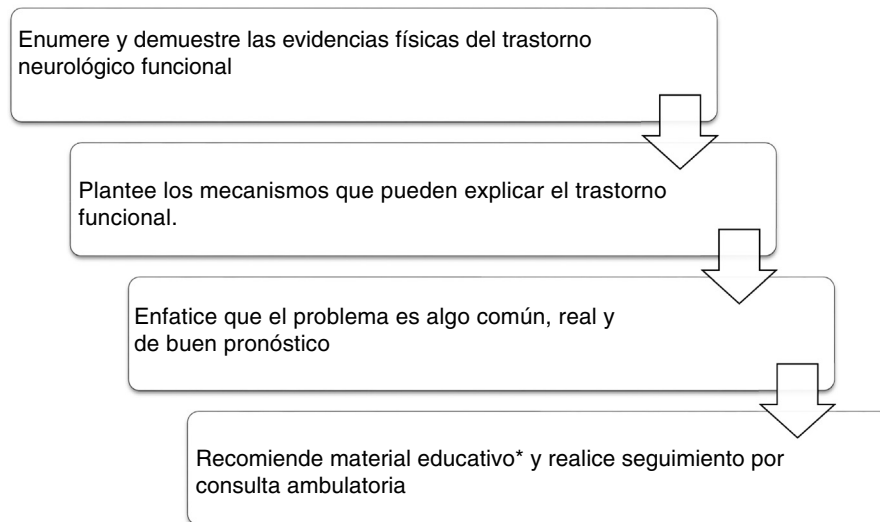 Enumere y demuestre las evidencias físicas del trastorno
neurológico funcional
Plantee los mecanismos que pueden explicar el trastorno
funcional.
Enfatice que el problema es algo común, real y
de buen pronóstico
Recomiende material educativo* y realice seguimiento por
consulta ambulatoria